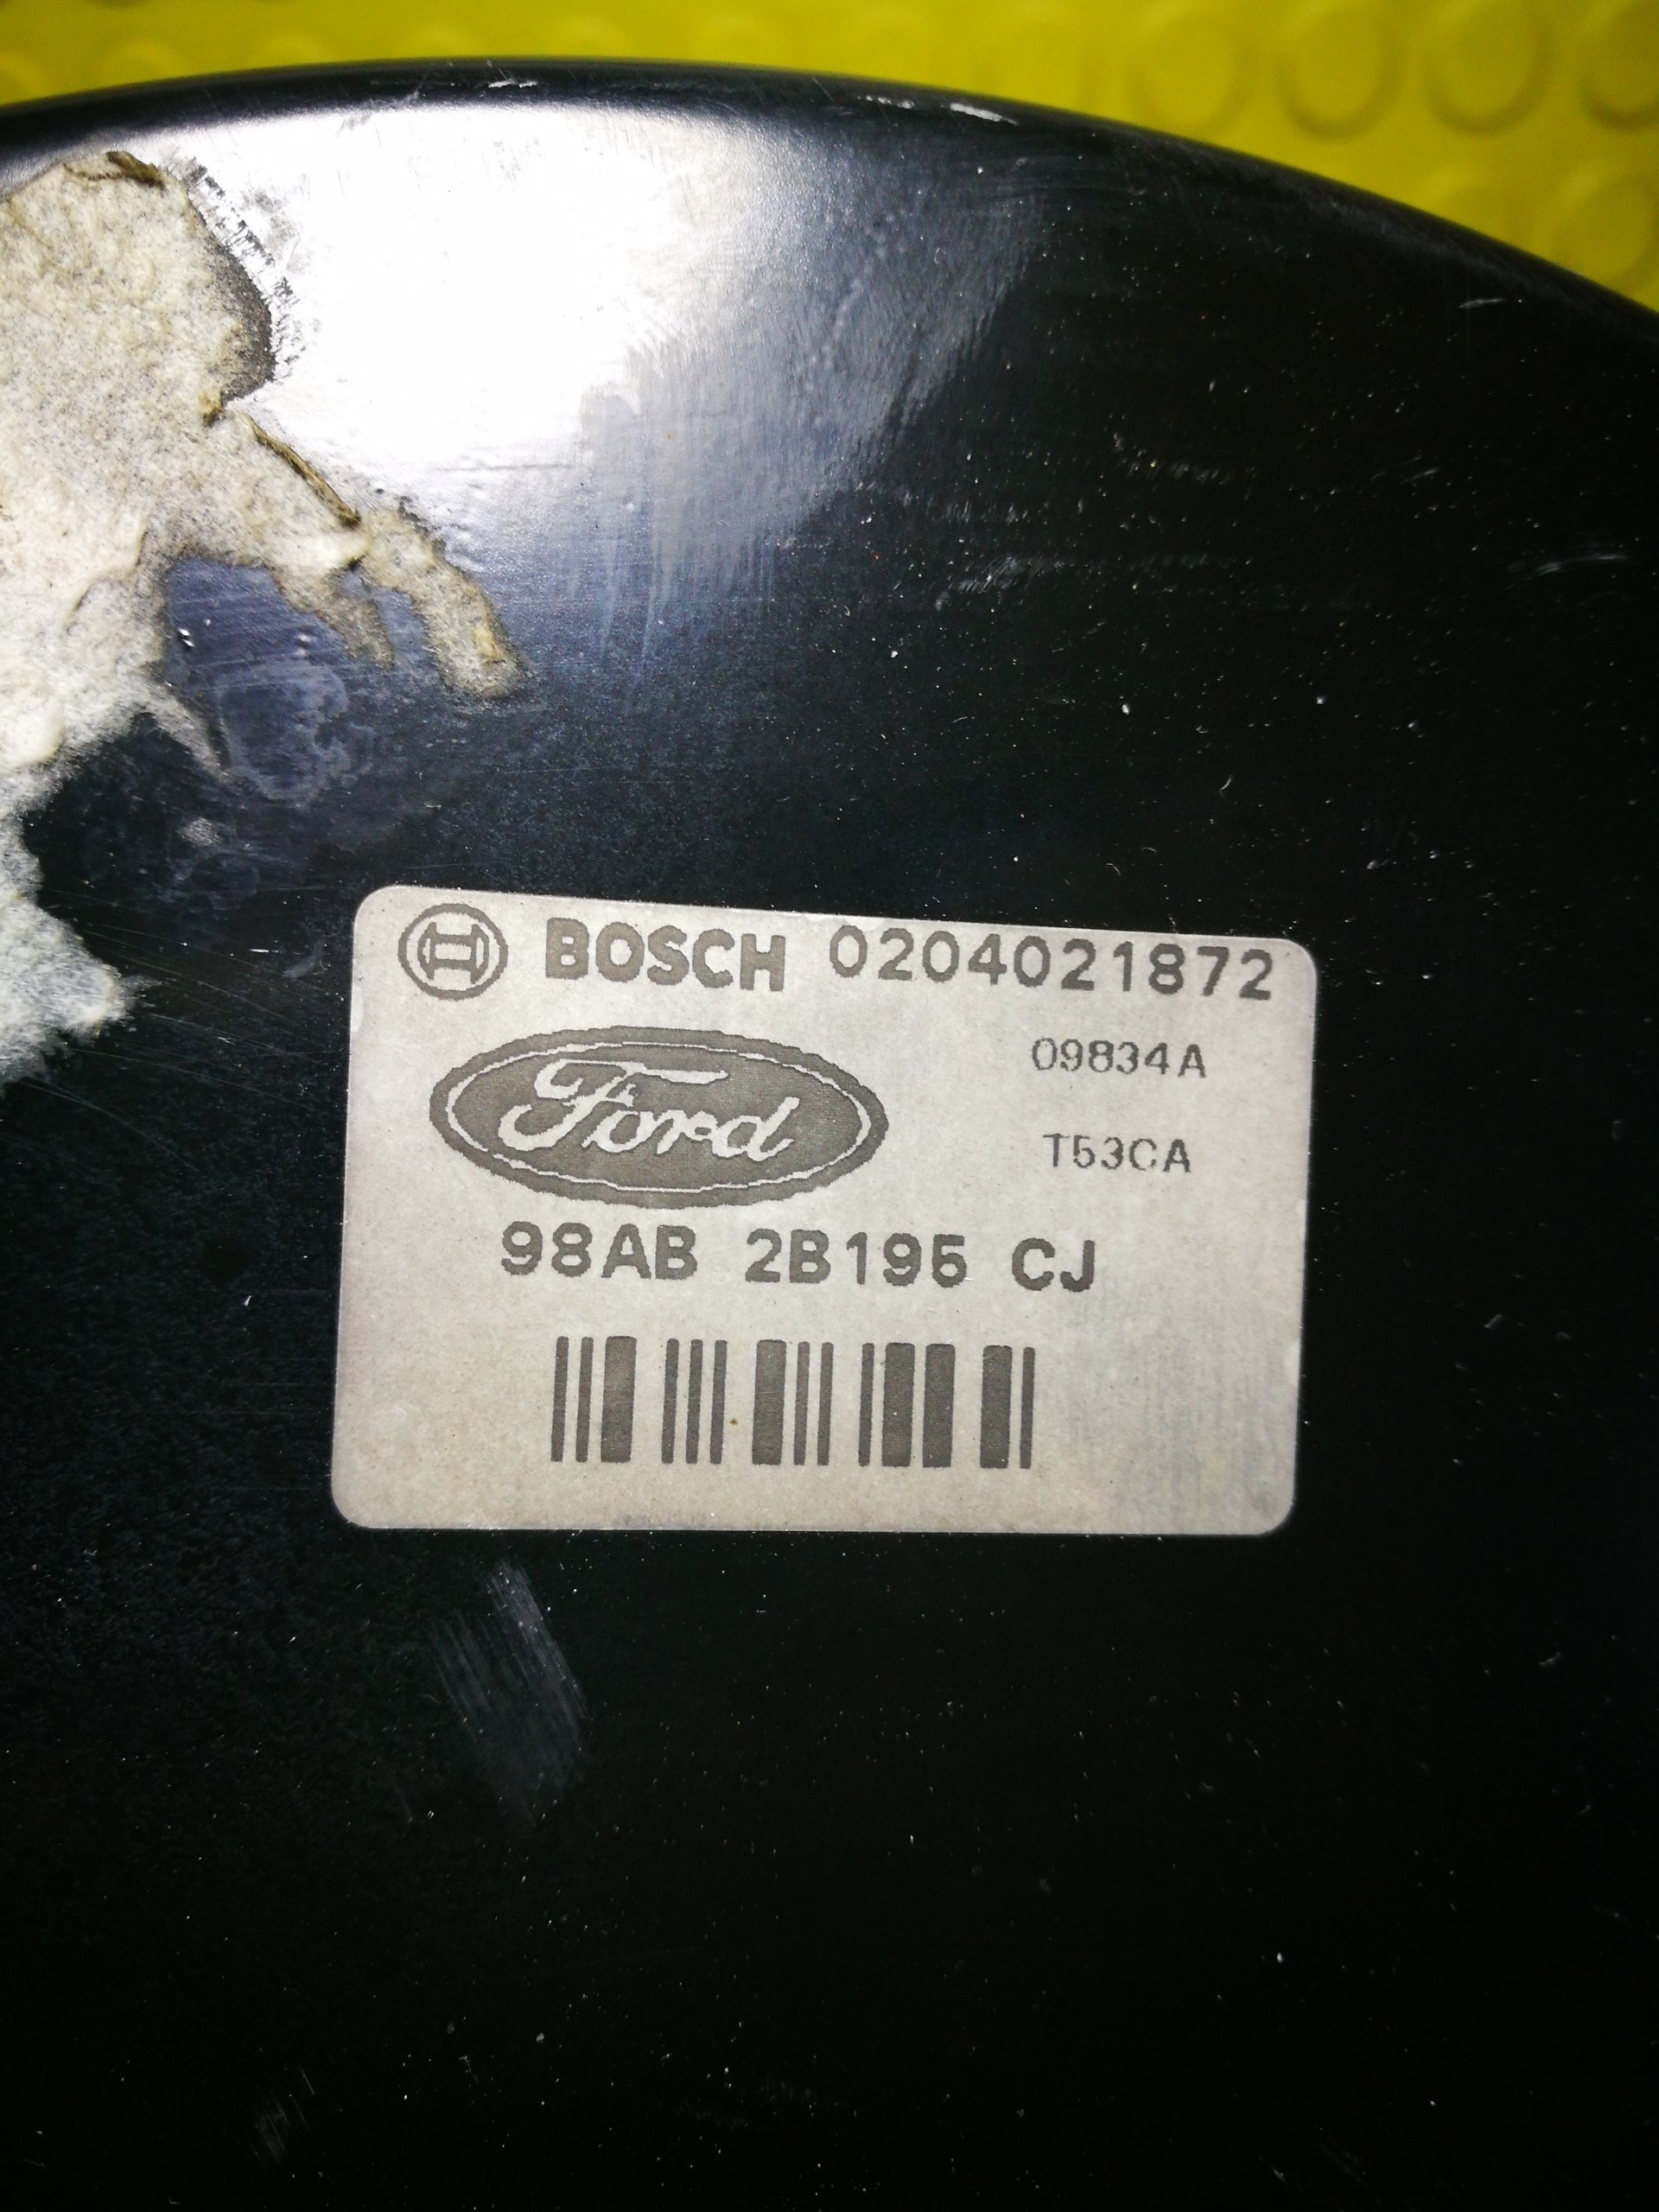 BOSCH 0204021872
09834A
Ford
T53CA
98AB 2B195 CJ